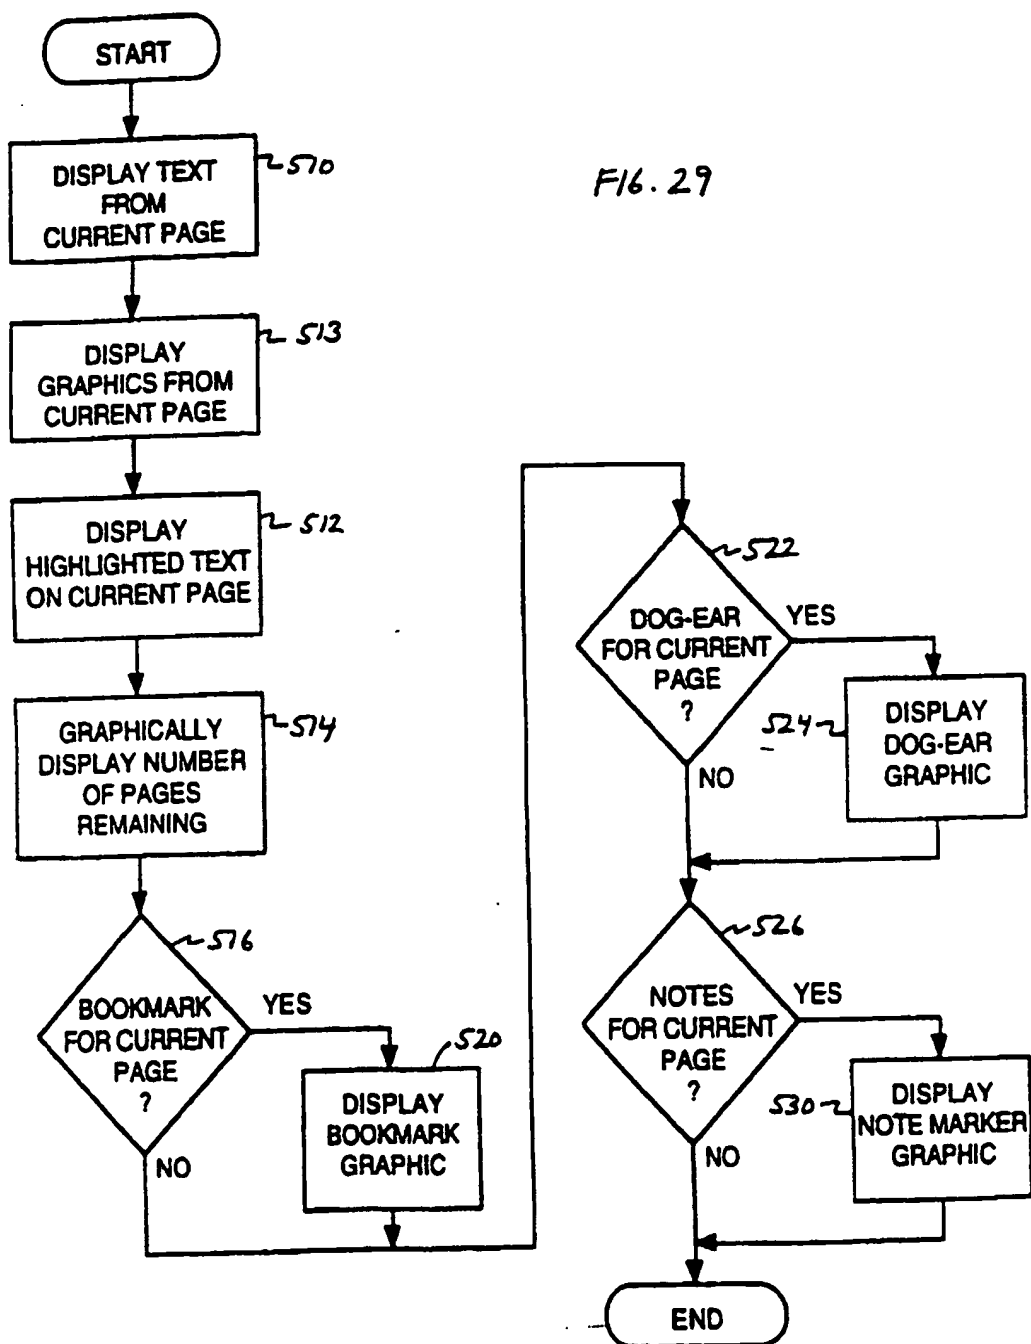 START
DISPLAY TEXT
FROM
CURRENT PAGE
510
FIG. 29
DISPLAY
GRAPHICS FROM
CURRENT PAGE
513
DISPLAY
HIGHLIGHTED TEXT
ON CURRENT PAGE
512
GRAPHICALLY
DISPLAY NUMBER
OF PAGES
REMAINING
514
BOOKMARK
FOR CURRENT
PAGE
?
516
YES
NO
DISPLAY
BOOKMARK
GRAPHIC
520
DOG-EAR
FOR CURRENT
PAGE
?
522
YES
NO
DISPLAY
DOG-EAR
GRAPHIC
524
NOTES
FOR CURRENT
PAGE
?
526
YES
NO
DISPLAY
NOTE MARKER
GRAPHIC
530
END